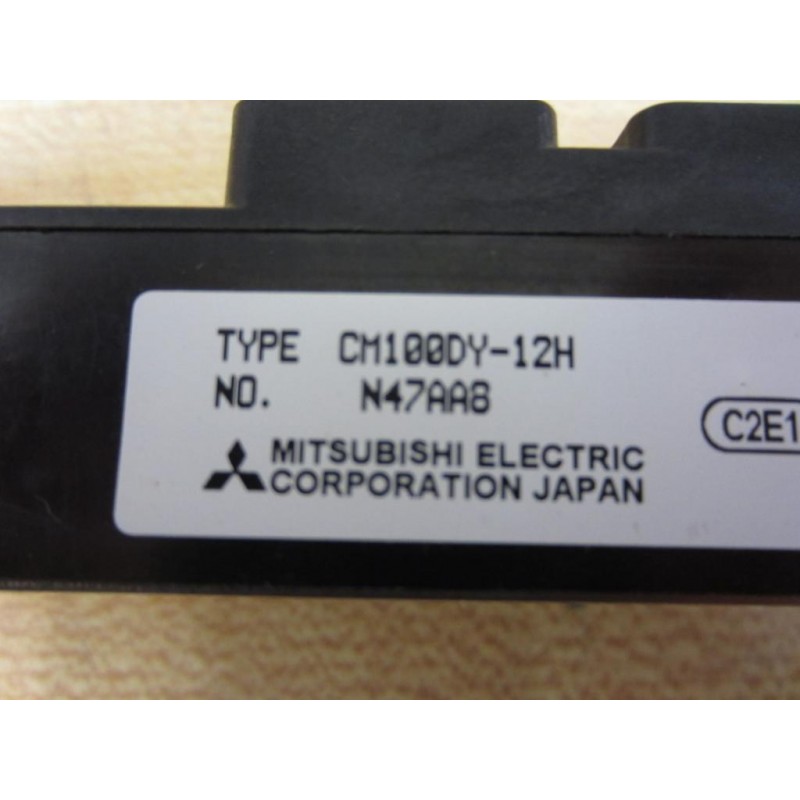 TYPE CM100DY-12H
NO. N47AA8
C2E1
MITSUBISHI ELECTRIC
CORPORATION JAPAN